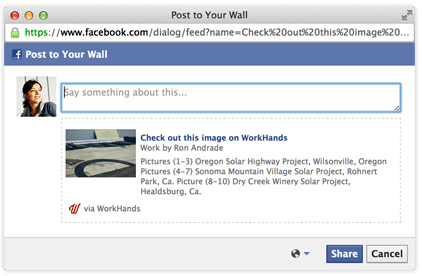 Post to Your Wall
https://www.facebook.com/dialog/feed?name=Check%20out%20this%20image%20...
Post to Your Wall
Say something about this...
Check out this image on WorkHands
Work by Ron Andrade
Pictures (1-3) Oregon Solar Highway Project, Wilsonville, Oregon
Pictures (4-7) Sonoma Mountain Village Solar Project, Rohnert
Park, Ca. Picture (8-10) Dry Creek Winery Solar Project,
Healdsburg, Ca.
via WorkHands
Share Cancel